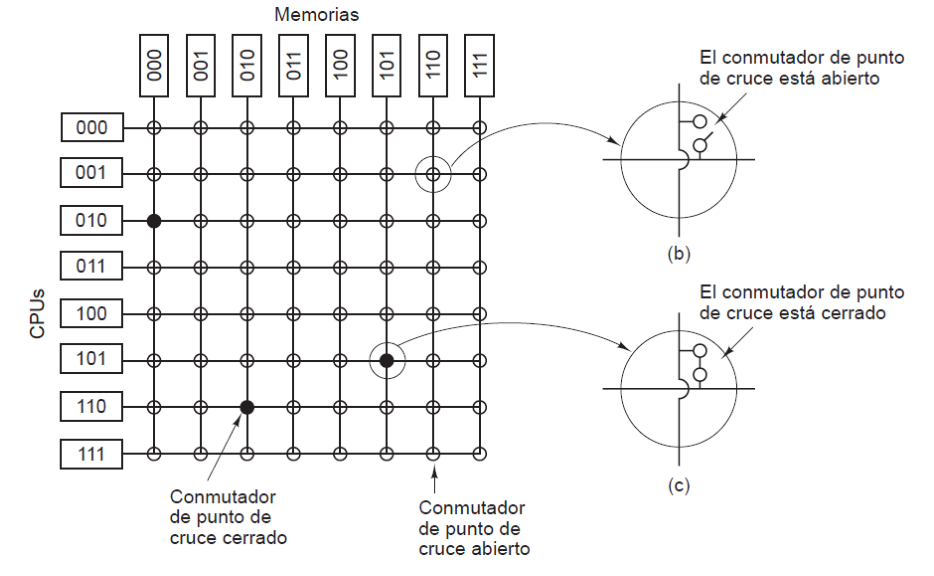 Memorias
000
001
010
011
100
101
110
111
CPUs
000
001
010
011
100
101
110
111
El conmutador de punto
de cruce está abierto
(b)
El conmutador de punto
de cruce está cerrado
(c)
Conmutador
de punto de
cruce cerrado
Conmutador
de punto de
cruce abierto